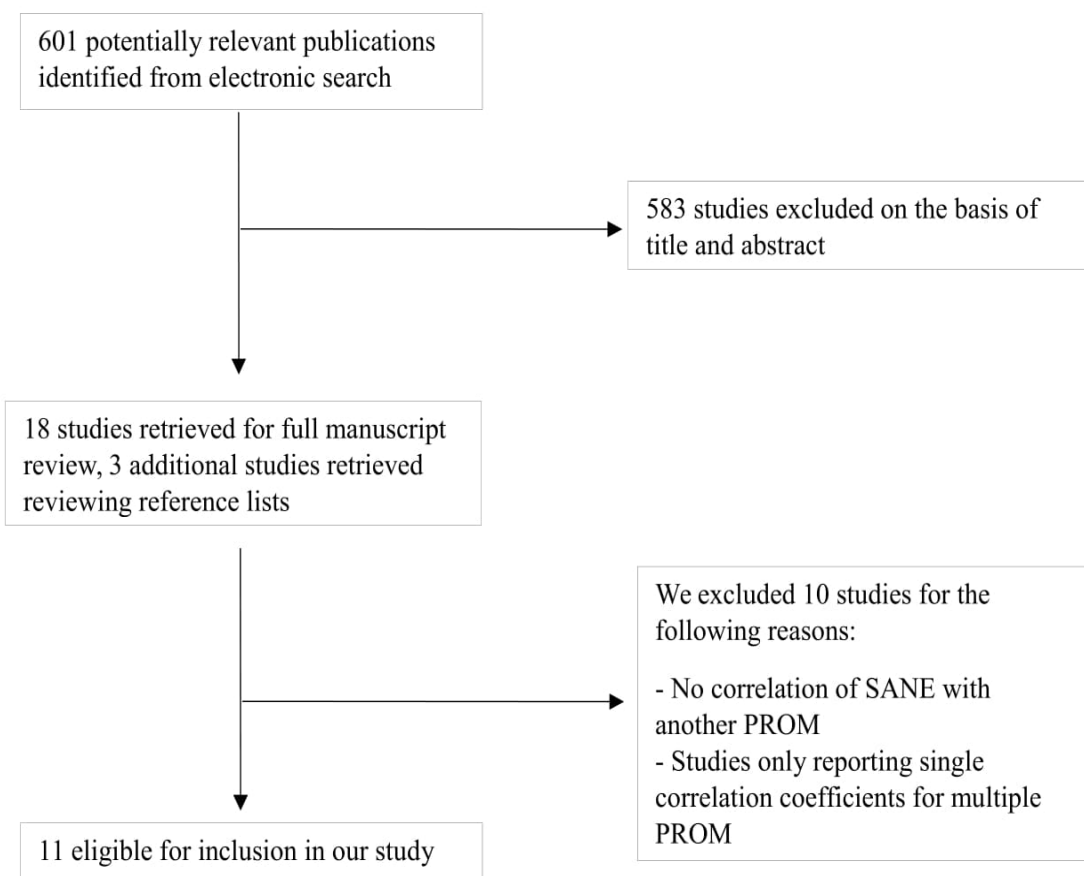 601 potentially relevant publications
identified from electronic search
583 studies excluded on the basis of
title and abstract
18 studies retrieved for full manuscript
review, 3 additional studies retrieved
reviewing reference lists
We excluded 10 studies for the
following reasons:
- No correlation of SANE with
another PROM
- Studies only reporting single
correlation coefficients for multiple
PROM
11 eligible for inclusion in our study